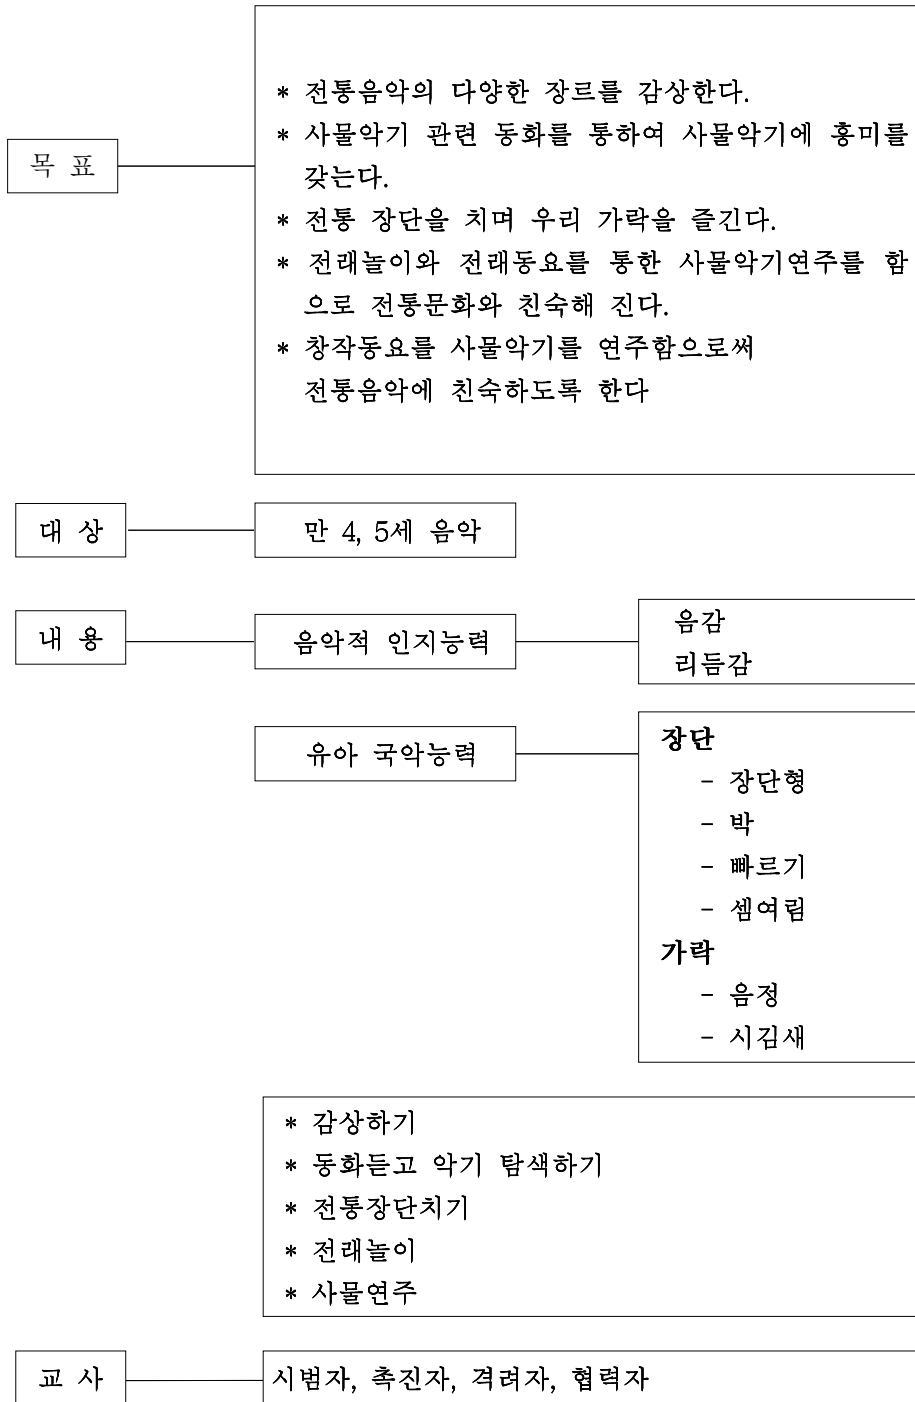 * 전통음악의 다양한 장르를 감상한다.
* 사물악기 관련 동화를 통하여 사물악기에 흥미를
갖는다.
* 전통 장단을 치며 우리 가락을 즐긴다.
* 전래놀이와 전래동요를 통한 사물악기연주를 함
으로 전통문화와 친숙해 진다.
* 창작동요를 사물악기를 연주함으로써
전통음악에 친숙하도록 한다
목 표
대 상
만 4, 5세 음악
내 용
음악적 인지능력
음감
리듬감
유아 국악능력
장단
- 장단형
- 박
- 빠르기
- 셈여림
가락
- 음정
- 시김새
* 감상하기
* 동화듣고 악기 탐색하기
* 전통장단치기
* 전래놀이
* 사물연주
교 사
시범자, 촉진자, 격려자, 협력자